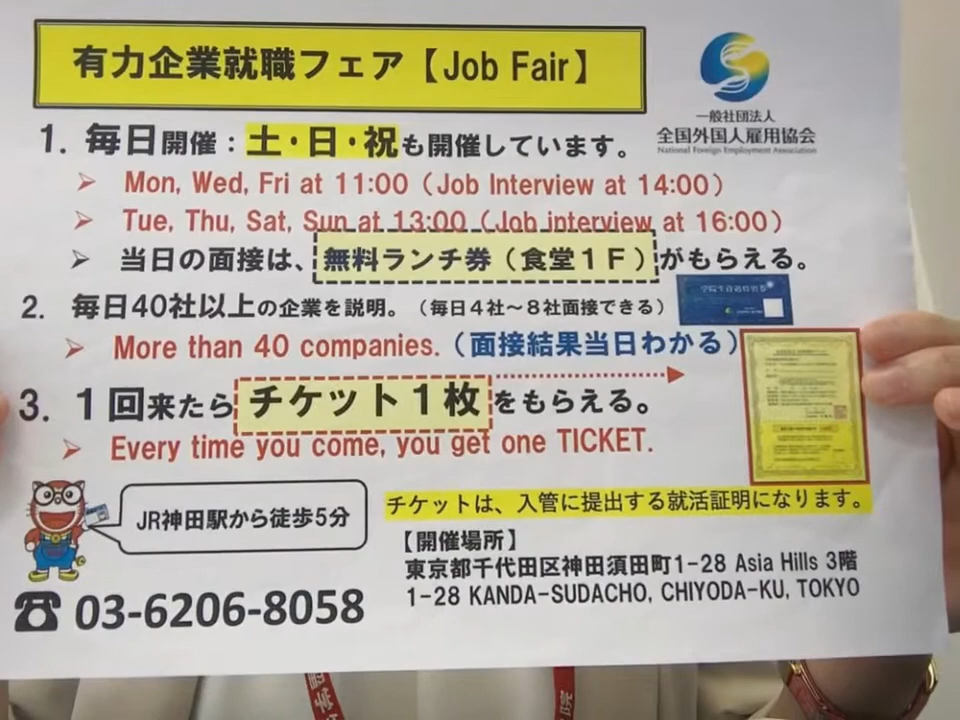 有力企業就職フェア【Job Fair】
一般社団法人
全国外国人雇用協会
National Foreign Employment Association
1. 毎日開催：土・日・祝も開催しています。
➢ Mon, Wed, Fri at 11:00（Job Interview at 14:00）
➢ Tue, Thu, Sat, Sun at 13:00（Job interview at 16:00）
➢ 当日の面接は、無料ランチ券（食堂１Ｆ）がもらえる。
2. 毎日40社以上の企業を説明。（毎日４社～８社面接できる）
➢ More than 40 companies.（面接結果当日わかる）
3. １回来たらチケット１枚をもらえる。
➢ Every time you come, you get one TICKET.
チケットは、入管に提出する就活証明になります。
JR神田駅から徒歩5分
【開催場所】
東京都千代田区神田須田町1-28 Asia Hills 3階
1-28 KANDA-SUDACHO, CHIYODA-KU, TOKYO
☎ 03-6206-8058